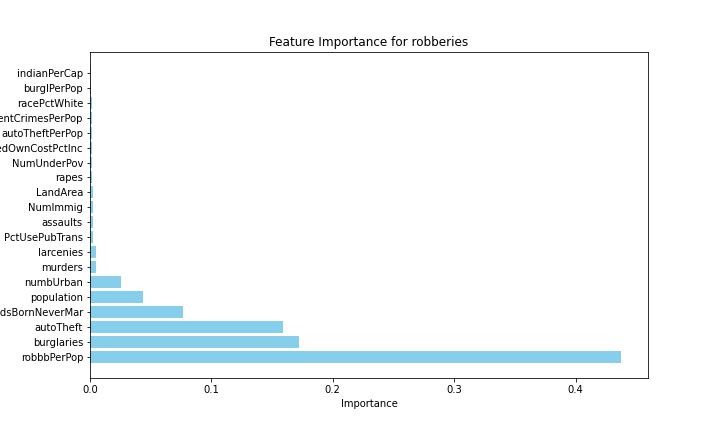 Feature Importance for robberies
indianPerCap
burglPerPop
racePctWhite
entCrimesPerPop
autoTheftPerPop
edOwnCostPctInc
NumUnderPov
rapes
LandArea
NumImmig
assaults
PctUsePubTrans
larcenies
murders
numbUrban
population
dsBornNeverMar
autoTheft
burglaries
robbbPerPop
0.0 0.1 0.2 0.3 0.4
Importance